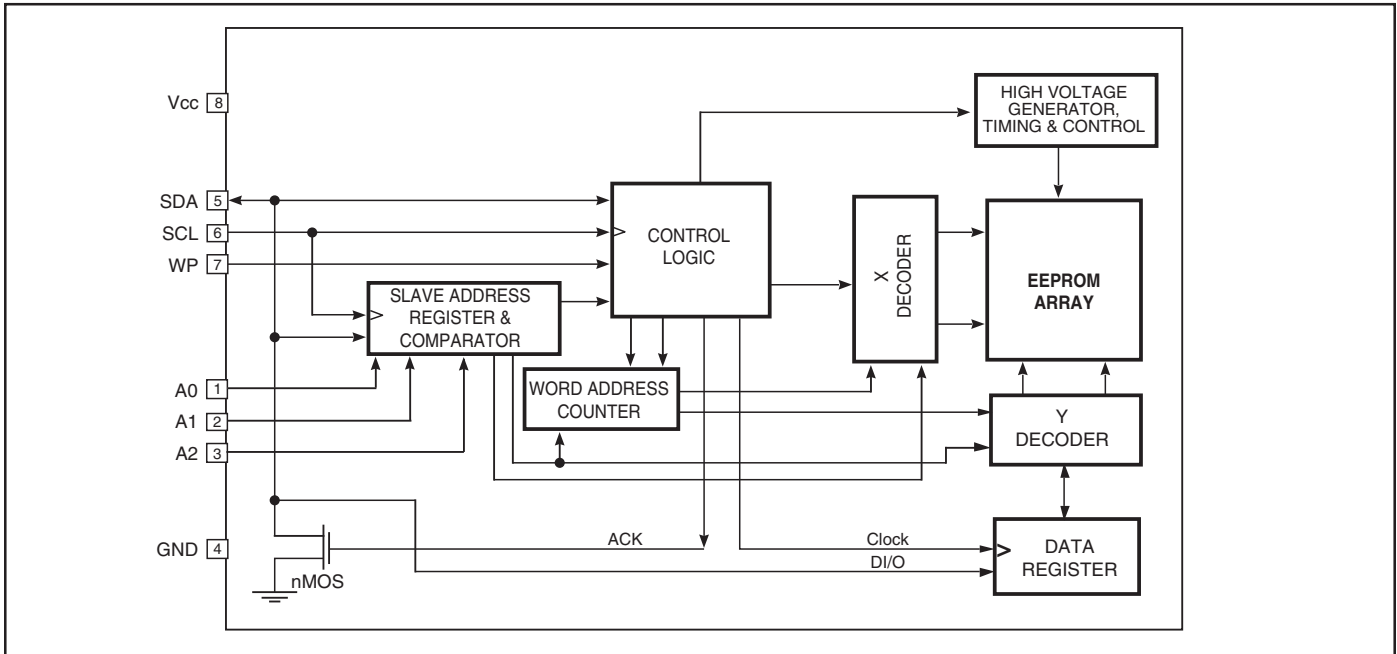 Vcc 8
HIGH VOLTAGE
GENERATOR,
TIMING & CONTROL
SDA 5
SCL 6
WP 7
CONTROL
LOGIC
X
DECODER
EEPROM
ARRAY
SLAVE ADDRESS
REGISTER &
COMPARATOR
A0 1
A1 2
A2 3
WORD ADDRESS
COUNTER
Y
DECODER
GND 4
nMOS
ACK
Clock
DI/O
DATA
REGISTER